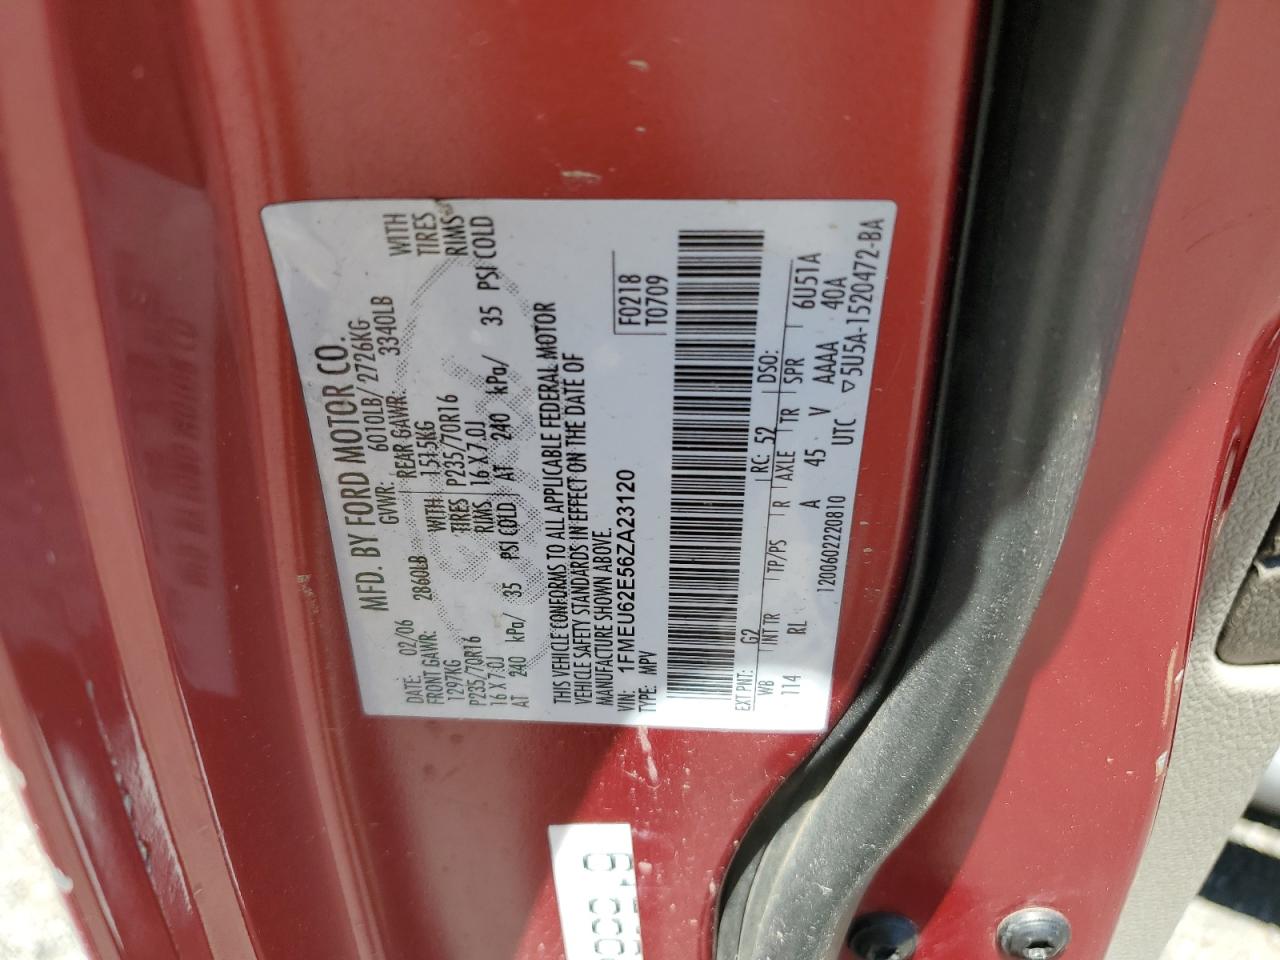 MFD. BY FORD MOTOR CO.
DATE: 02/06 GVWR: 6010LB/ 2726KG
FRONT GAWR: 2860LB REAR GAWR: 3340LB
1297KG WITH 1515KG WITH
P235/70R16 TIRES P235/70R16 TIRES
16 X 7.0J RIMS 16 X 7.0J RIMS
AT 240 kPa/ 35 PSI COLD AT 240 kPa/ 35 PSI COLD
THIS VEHICLE CONFORMS TO ALL APPLICABLE FEDERAL MOTOR
VEHICLE SAFETY STANDARDS IN EFFECT ON THE DATE OF
MANUFACTURE SHOWN ABOVE.
VIN: 1FMEU62E56ZA23120 F0218
TYPE: MPV T0709
EXT PNT: G2 RC: 52 DSO:
WB INT TR TP/PS R AXLE TR SPR 6U51A
114 RL A 45 V AAAA 40A
1200602220810 UTC ▽5U5A-1520472-BA